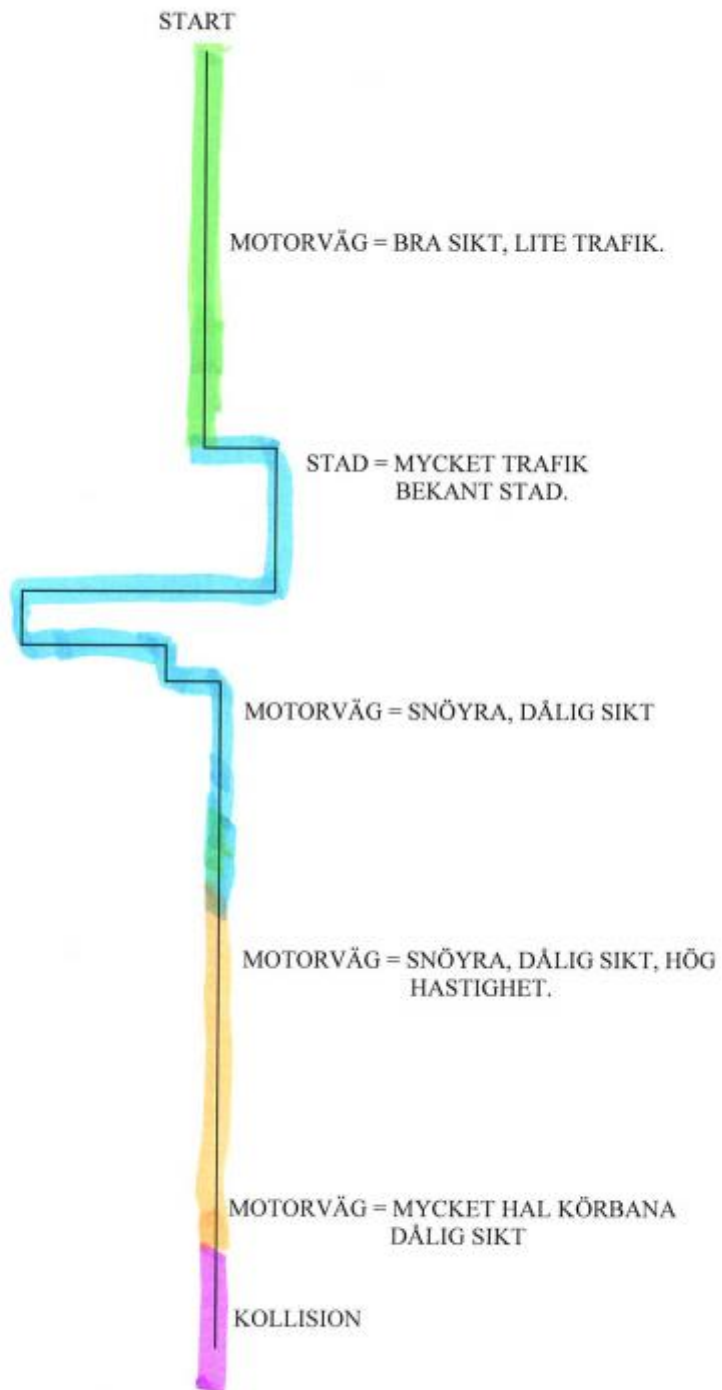 START
MOTORVÄG = BRA SIKT, LITE TRAFIK.
STAD = MYCKET TRAFIK
BEKANT STAD.
MOTORVÄG = SNÖYRA, DÅLIG SIKT
MOTORVÄG = SNÖYRA, DÅLIG SIKT, HÖG
HASTIGHET.
MOTORVÄG = MYCKET HAL KÖRBANA
DÅLIG SIKT
KOLLISION